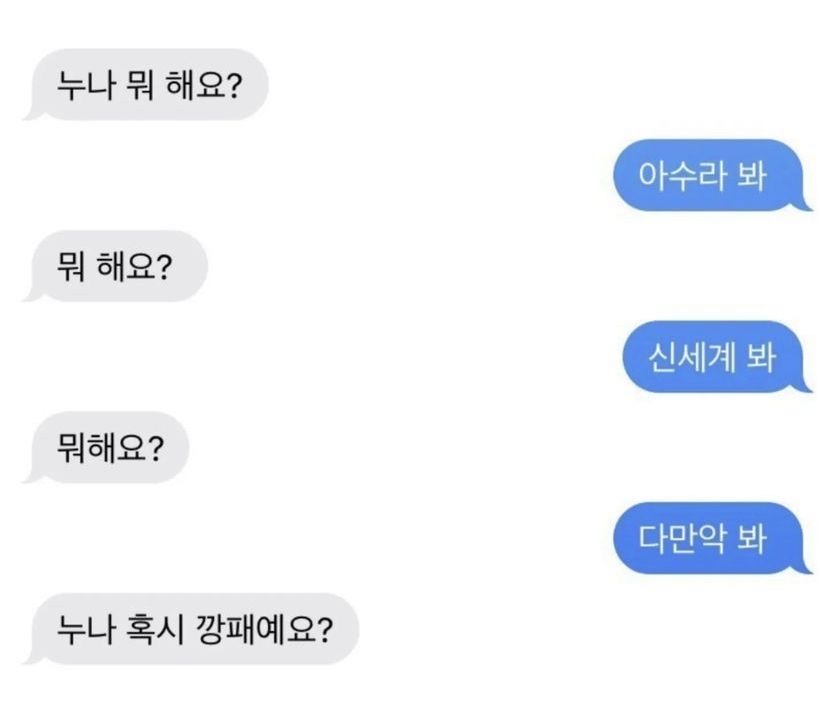 누나 뭐 해요?
아수라 봐
뭐 해요?
신세계 봐
뭐해요?
다만악 봐
누나 혹시 깡패예요?